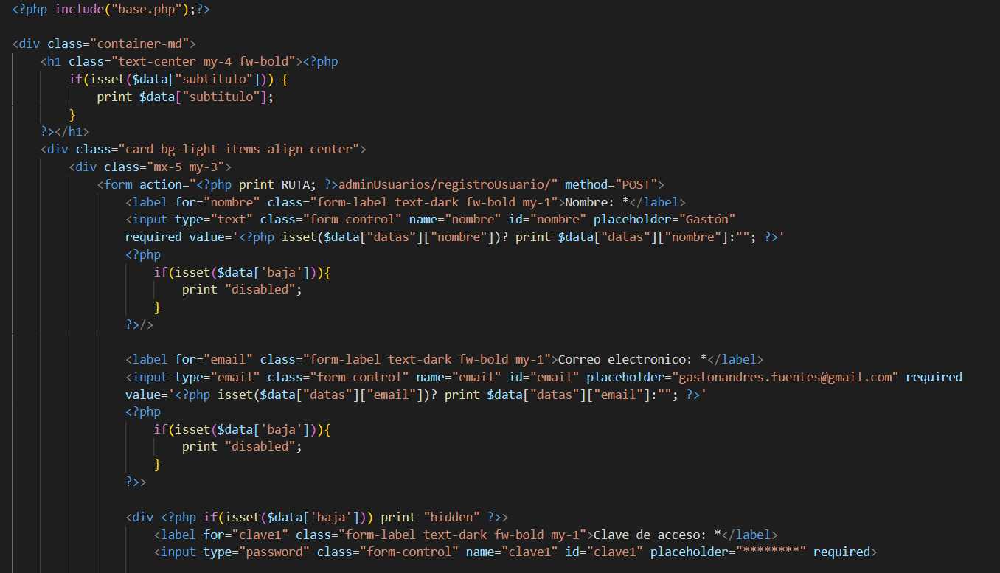 <?php include("base.php");?>
<div class="container-md">
<h1 class="text-center my-4 fw-bold"><?php
if(isset($data["subtitulo"])) {
print $data["subtitulo"];
}
?></h1>
<div class="card bg-light items-align-center">
<div class="mx-5 my-3">
<form action="<?php print RUTA; ?>adminUsuarios/registroUsuario/" method="POST">
<label for="nombre" class="form-label text-dark fw-bold my-1">Nombre: *</label>
<input type="text" class="form-control" name="nombre" id="nombre" placeholder="Gastón"
required value='<?php isset($data["datas"]["nombre"])? print $data["datas"]["nombre"]:""; ?>'
<?php
if(isset($data['baja'])){
print "disabled";
}
?>/>
<label for="email" class="form-label text-dark fw-bold my-1">Correo electronico: *</label>
<input type="email" class="form-control" name="email" id="email" placeholder="gastonandres.fuentes@gmail.com" required
value='<?php isset($data["datas"]["email"])? print $data["datas"]["email"]:""; ?>'
<?php
if(isset($data['baja'])){
print "disabled";
}
?>>
<div <?php if(isset($data['baja'])) print "hidden" ?>>
<label for="clave1" class="form-label text-dark fw-bold my-1">Clave de acceso: *</label>
<input type="password" class="form-control" name="clave1" id="clave1" placeholder="********" required>